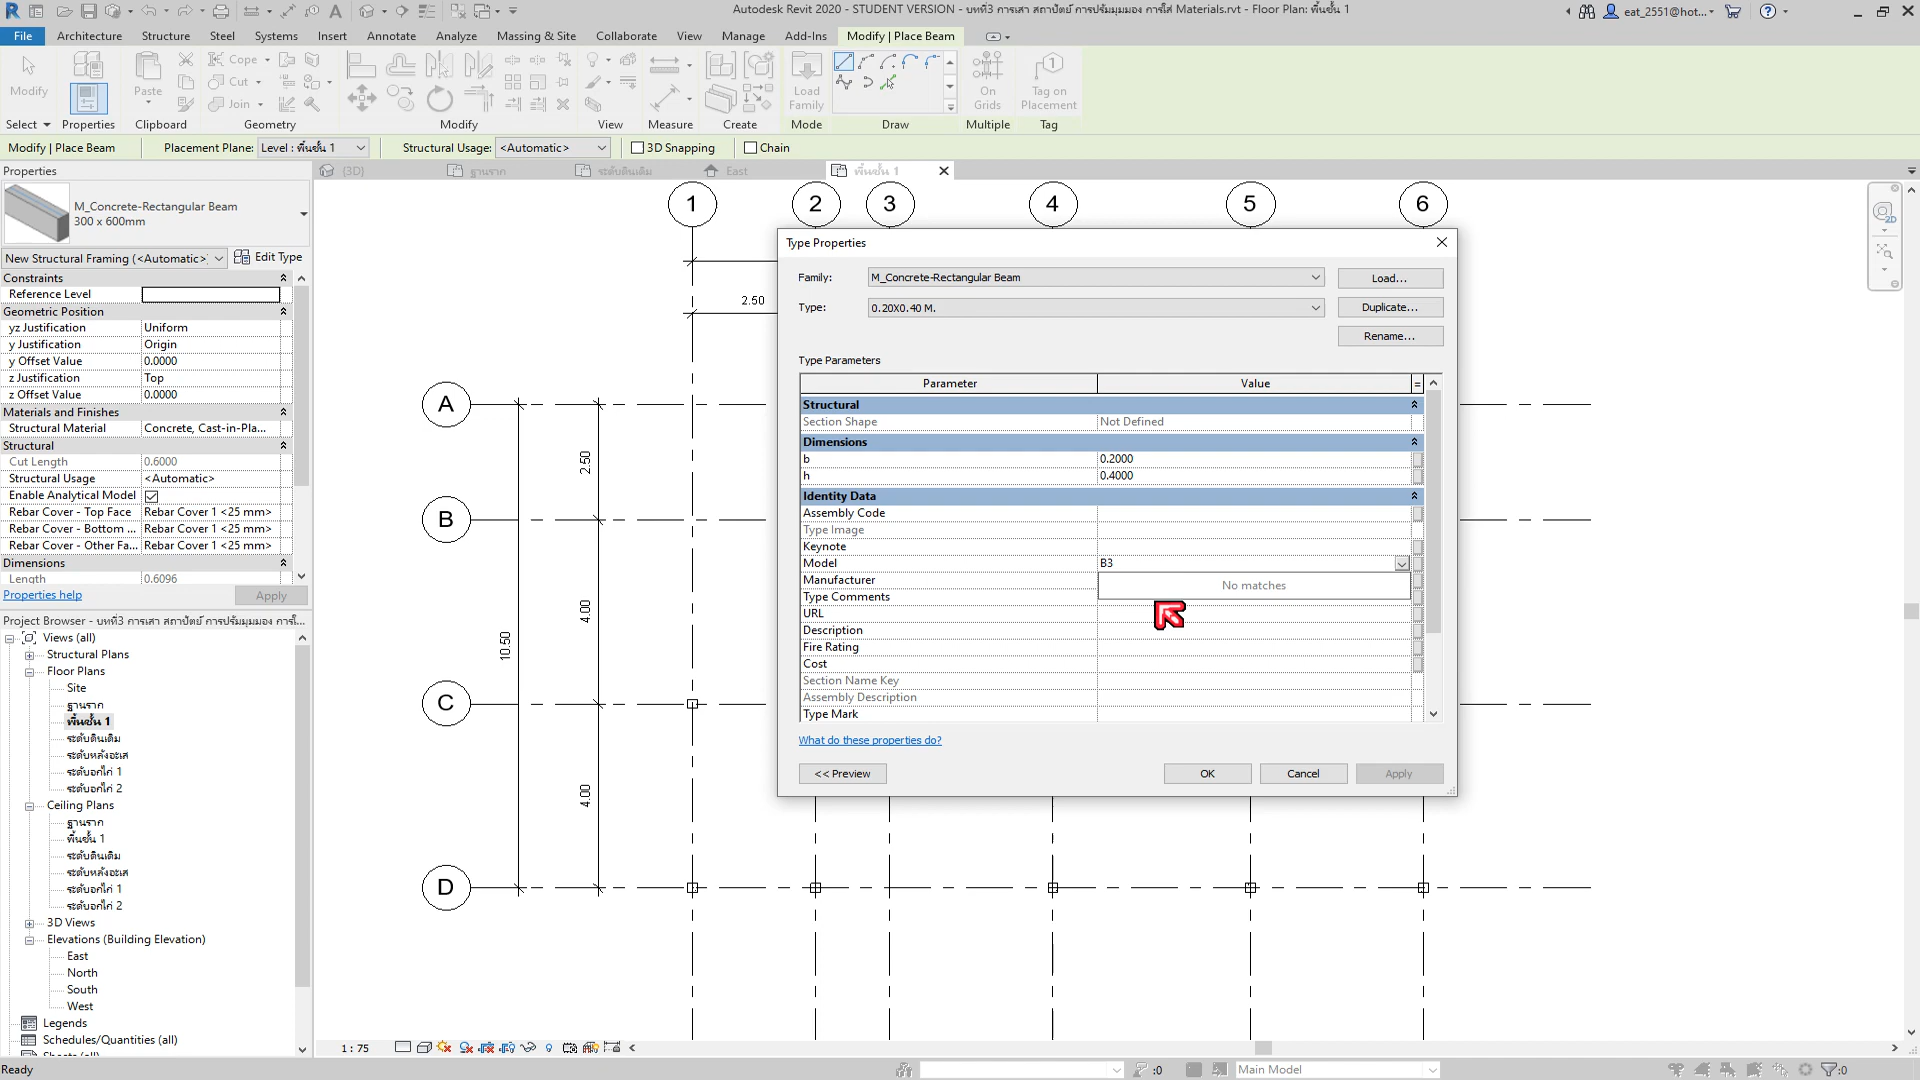 Autodesk Revit 2020 - STUDENT VERSION - บทที่3 การเสา สถาปัตย์ การปรับมุมมอง การใส่ Materials.rvt - Floor Plan: พื้นชั้น 1
eat_2551@hot...
File Architecture Structure Steel Systems Insert Annotate Analyze Massing & Site Collaborate View Manage Add-Ins Modify | Place Beam
Modify Paste Cope Cut Join Load Family On Grids Tag on Placement
Select Properties Clipboard Geometry Modify View Measure Create Mode Draw Multiple Tag
Modify | Place Beam Placement Plane: Level : พื้นชั้น 1 Structural Usage: <Automatic> 3D Snapping Chain
Properties
{3D} ฐานราก ระดับดินเดิม East พื้นชั้น 1
M_Concrete-Rectangular Beam
300 x 600mm
New Structural Framing (<Automatic>) Edit Type
Constraints
Reference Level
Geometric Position
yz Justification Uniform
y Justification Origin
y Offset Value 0.0000
z Justification Top
z Offset Value 0.0000
Materials and Finishes
Structural Material Concrete, Cast-in-Pla...
Structural
Cut Length 0.6000
Structural Usage <Automatic>
Enable Analytical Model
Rebar Cover - Top Face Rebar Cover 1 <25 mm>
Rebar Cover - Bottom ... Rebar Cover 1 <25 mm>
Rebar Cover - Other Fa... Rebar Cover 1 <25 mm>
Dimensions
Length 0.6096
Properties help Apply
Project Browser - บทที่3 การเสา สถาปัตย์ การปรับมุมมอง การใ...
Views (all)
Structural Plans
Floor Plans
Site
ฐานราก
พื้นชั้น 1
ระดับดินเดิม
ระดับหลังอะเส
ระดับอกไก่ 1
ระดับอกไก่ 2
Ceiling Plans
ฐานราก
พื้นชั้น 1
ระดับดินเดิม
ระดับหลังอะเส
ระดับอกไก่ 1
ระดับอกไก่ 2
3D Views
Elevations (Building Elevation)
East
North
South
West
Legends
Schedules/Quantities (all)
Sheets (all)
1 2 3 4 5 6
2.50
A
B
C
D
2.50
4.00
4.00
10.50
Type Properties
Family: M_Concrete-Rectangular Beam Load...
Type: 0.20X0.40 M. Duplicate...
Rename...
Type Parameters
Parameter Value =
Structural
Section Shape Not Defined
Dimensions
b 0.2000
h 0.4000
Identity Data
Assembly Code
Type Image
Keynote
Model B3
Manufacturer No matches
Type Comments
URL
Description
Fire Rating
Cost
Section Name Key
Assembly Description
Type Mark
What do these properties do?
<< Preview OK Cancel Apply
1 : 75
Ready :0 Main Model :0